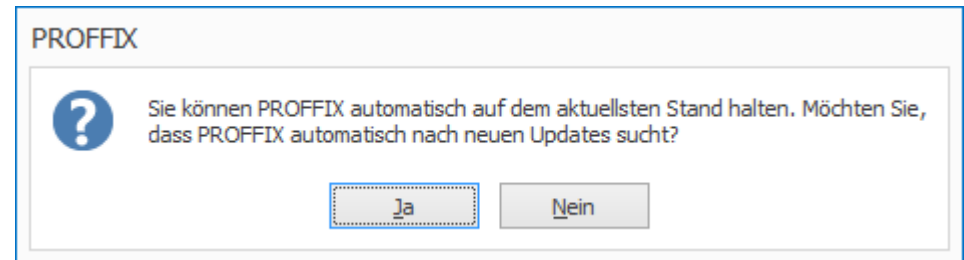 PROFFIX
Sie können PROFFIX automatisch auf dem aktuellsten Stand halten. Möchten Sie,
dass PROFFIX automatisch nach neuen Updates sucht?
Ja
Nein